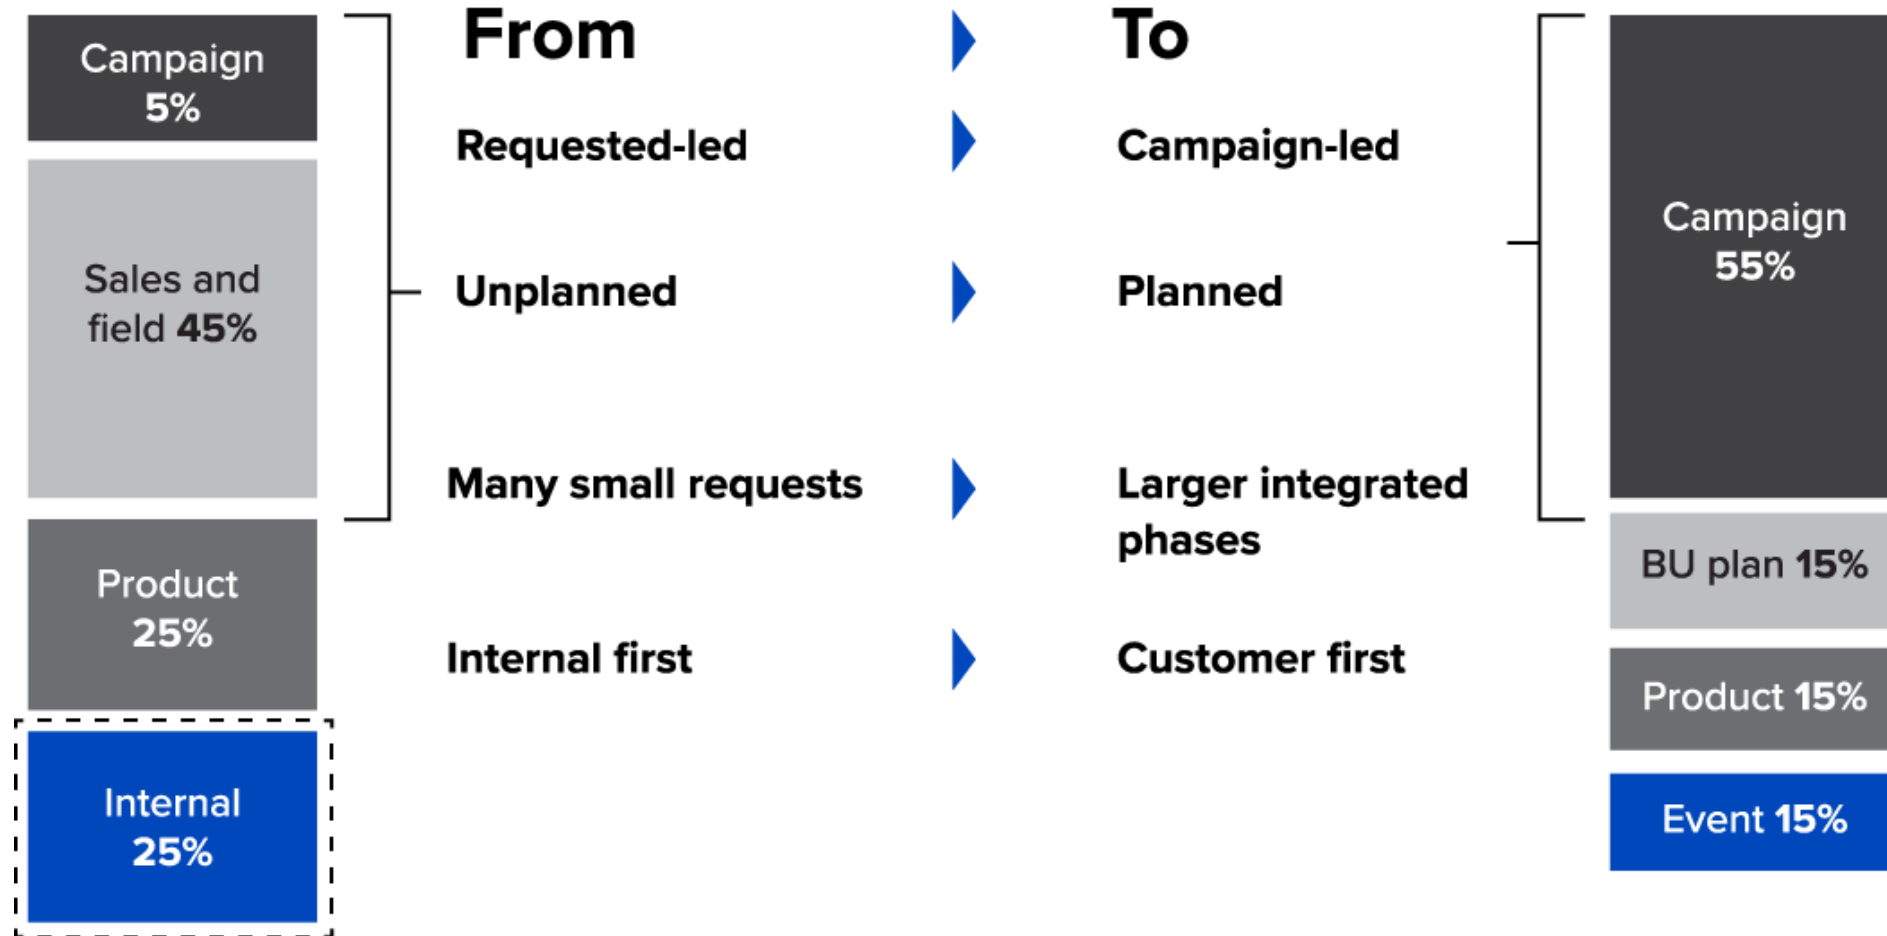 Campaign
5%
Sales and
field 45%
Product
25%
Internal
25%
From
To
Requested-led
Campaign-led
Unplanned
Planned
Many small requests
Larger integrated
phases
Internal first
Customer first
Campaign
55%
BU plan 15%
Product 15%
Event 15%